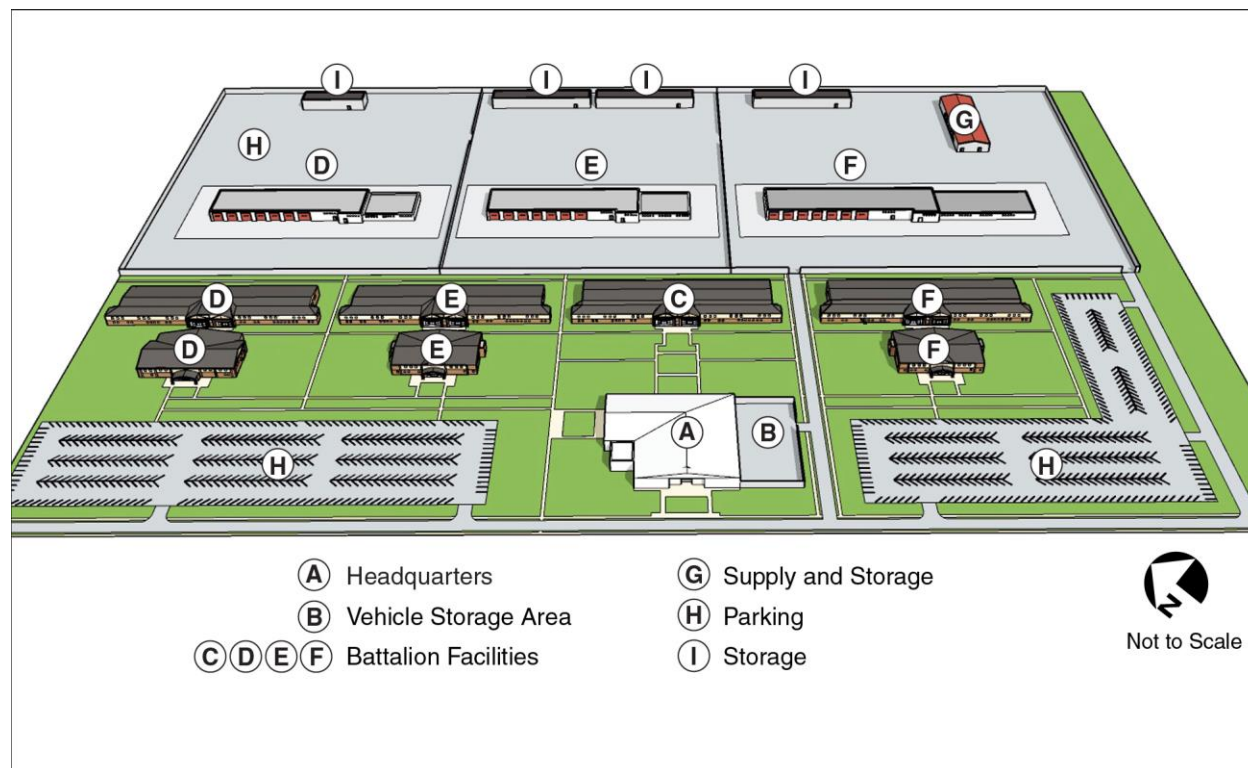 I I I I
G
H
D E F
D E C F
D E F
A B
H H
A Headquarters
B Vehicle Storage Area
C D E F Battalion Facilities
G Supply and Storage
H Parking
I Storage
N
Not to Scale